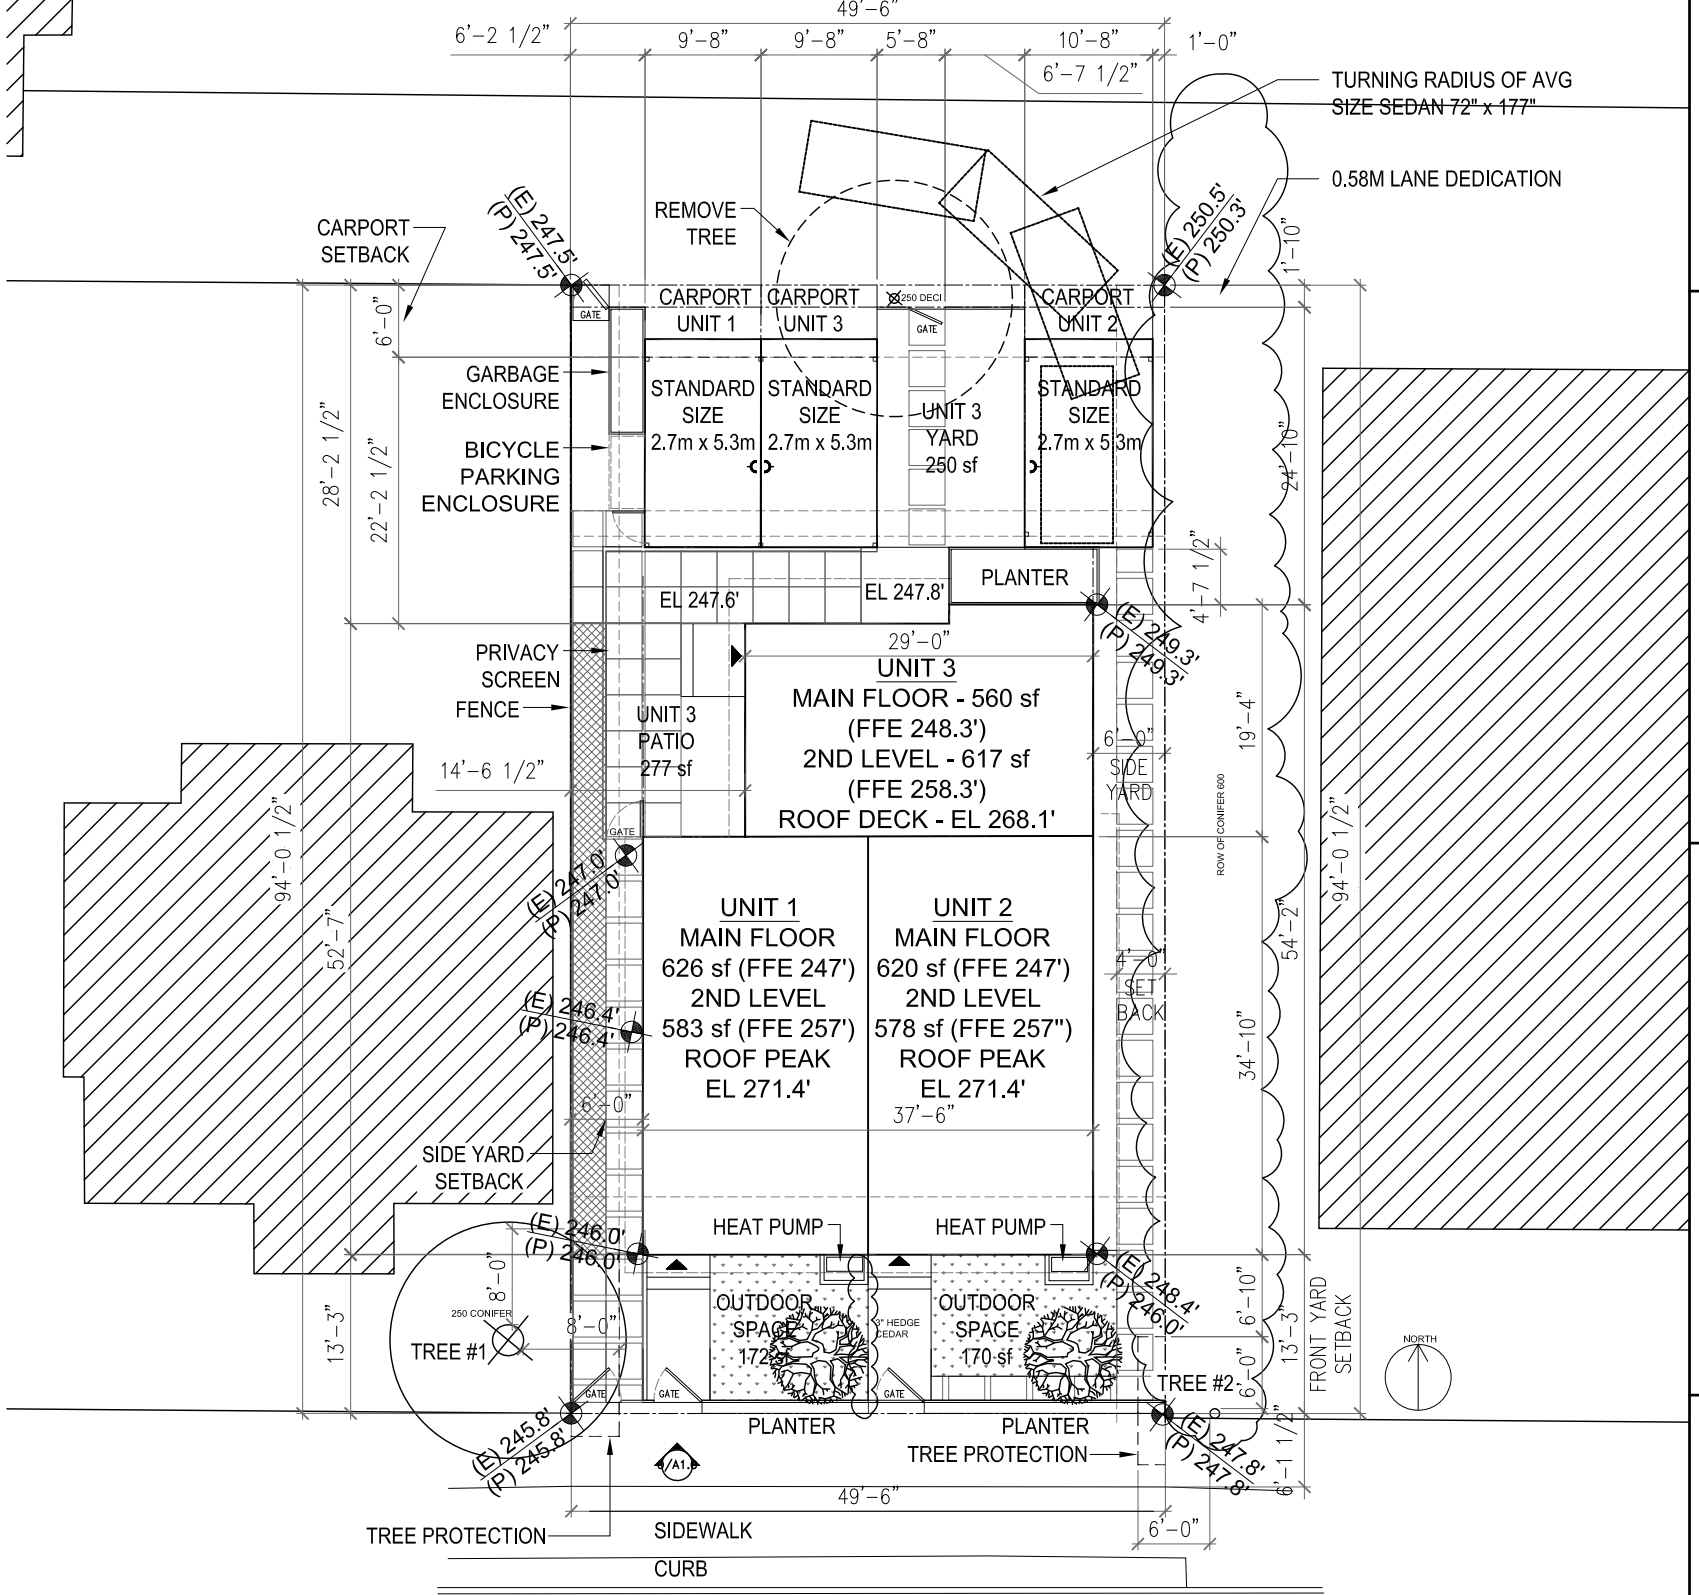 49'-6"
6'-2 1/2"
9'-8"
9'-8"
5'-8"
10'-8"
1'-0"
6'-7 1/2"
TURNING RADIUS OF AVG
SIZE SEDAN 72" x 177"
0.58M LANE DEDICATION
(E) 247.5'
(P) 247.5'
REMOVE
TREE
(E) 250.5'
(P) 250.3'
1'-10"
CARPORT
SETBACK
6'-0"
CARPORT
UNIT 1
CARPORT
UNIT 3
250 DECI
CARPORT
UNIT 2
GATE
GATE
GARBAGE
ENCLOSURE
STANDARD
SIZE
2.7m x 5.3m
STANDARD
SIZE
2.7m x 5.3m
UNIT 3
YARD
250 sf
STANDARD
SIZE
2.7m x 5.3m
24'-10"
28'-2 1/2"
22'-2 1/2"
BICYCLE
PARKING
ENCLOSURE
4'-7 1/2"
EL 247.6'
EL 247.8'
PLANTER
(E) 249.3'
(P) 249.3'
PRIVACY
SCREEN
FENCE
29'-0"
UNIT 3
MAIN FLOOR - 560 sf
(FFE 248.3')
2ND LEVEL - 617 sf
(FFE 258.3')
ROOF DECK - EL 268.1'
UNIT 3
PATIO
277 sf
14'-6 1/2"
6'-0"
SIDE
YARD
19'-4"
ROW OF CONIFER 600
GATE
94'-0 1/2"
94'-0 1/2"
(E) 247.0'
(P) 247.0'
52'-7"
54'-2"
UNIT 1
MAIN FLOOR
626 sf (FFE 247')
2ND LEVEL
583 sf (FFE 257')
ROOF PEAK
EL 271.4'
UNIT 2
MAIN FLOOR
620 sf (FFE 247')
2ND LEVEL
578 sf (FFE 257")
ROOF PEAK
EL 271.4'
4'-0"
SET
BACK
(E) 246.4'
(P) 246.4'
34'-10"
6'-0"
37'-6"
SIDE YARD
SETBACK
HEAT PUMP
HEAT PUMP
(E) 246.0'
(P) 246.0'
(E) 248.4'
(P) 246.0'
8'-0"
250 CONIFER
TREE #1
8'-0"
13'-3"
OUTDOOR
SPACE
172 sf
3" HEDGE
CEDAR
OUTDOOR
SPACE
170 sf
6'-10"
13'-3"
FRONT YARD
SETBACK
NORTH
TREE #2
6'-0"
GATE
GATE
GATE
PLANTER
PLANTER
(E) 245.8'
(P) 245.8'
/A1.
TREE PROTECTION
(E) 247.8'
(P) 247.8'
6'-1 1/2"
49'-6"
TREE PROTECTION
SIDEWALK
6'-0"
CURB